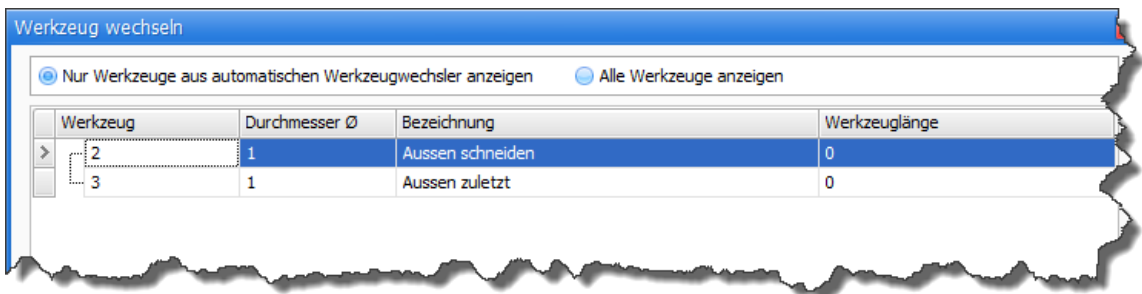 Werkzeug wechseln
Nur Werkzeuge aus automatischen Werkzeugwechsler anzeigen Alle Werkzeuge anzeigen
Werkzeug Durchmesser Ø Bezeichnung Werkzeuglänge
2 1 Aussen schneiden 0
3 1 Aussen zuletzt 0